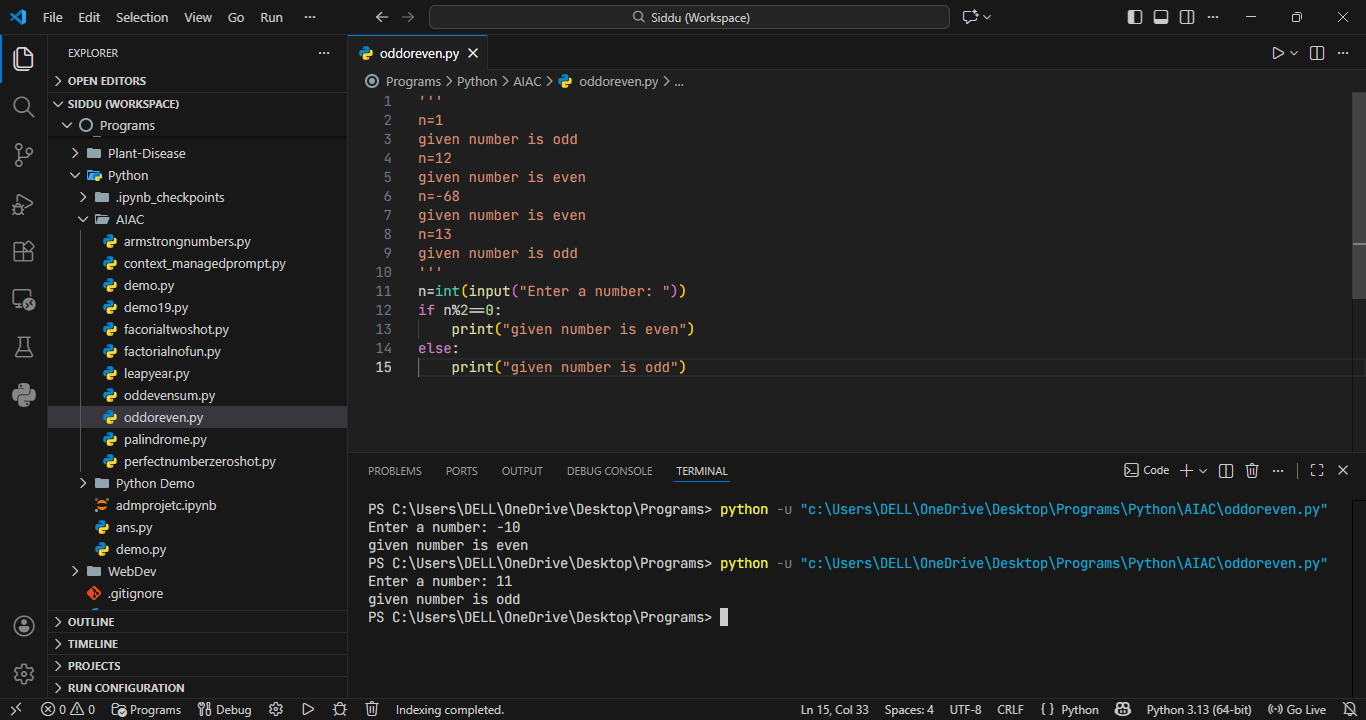 File Edit Selection View Go Run ··· Siddu (Workspace)
EXPLORER ···
OPEN EDITORS
SIDDU (WORKSPACE)
Programs
Plant-Disease
Python
.ipynb_checkpoints
AIAC
armstrongnumbers.py
context_managedprompt.py
demo.py
demo19.py
facorialtwoshot.py
factorialnofun.py
leapyear.py
oddevensum.py
oddoreven.py
palindrome.py
perfectnumberzeroshot.py
Python Demo
admprojetc.ipynb
ans.py
demo.py
WebDev
.gitignore
OUTLINE
TIMELINE
PROJECTS
RUN CONFIGURATION
oddoreven.py
Programs > Python > AIAC > oddoreven.py > ...
1 '''
2 n=1
3 given number is odd
4 n=12
5 given number is even
6 n=-68
7 given number is even
8 n=13
9 given number is odd
10 '''
11 n=int(input("Enter a number: "))
12 if n%2==0:
13     print("given number is even")
14 else:
15     print("given number is odd")
PROBLEMS PORTS OUTPUT DEBUG CONSOLE TERMINAL Code
PS C:\Users\DELL\OneDrive\Desktop\Programs> python -u "c:\Users\DELL\OneDrive\Desktop\Programs\Python\AIAC\oddoreven.py"
Enter a number: -10
given number is even
PS C:\Users\DELL\OneDrive\Desktop\Programs> python -u "c:\Users\DELL\OneDrive\Desktop\Programs\Python\AIAC\oddoreven.py"
Enter a number: 11
given number is odd
PS C:\Users\DELL\OneDrive\Desktop\Programs>
0 0 Programs Debug Indexing completed. Ln 15, Col 33 Spaces: 4 UTF-8 CRLF { } Python Python 3.13 (64-bit) Go Live